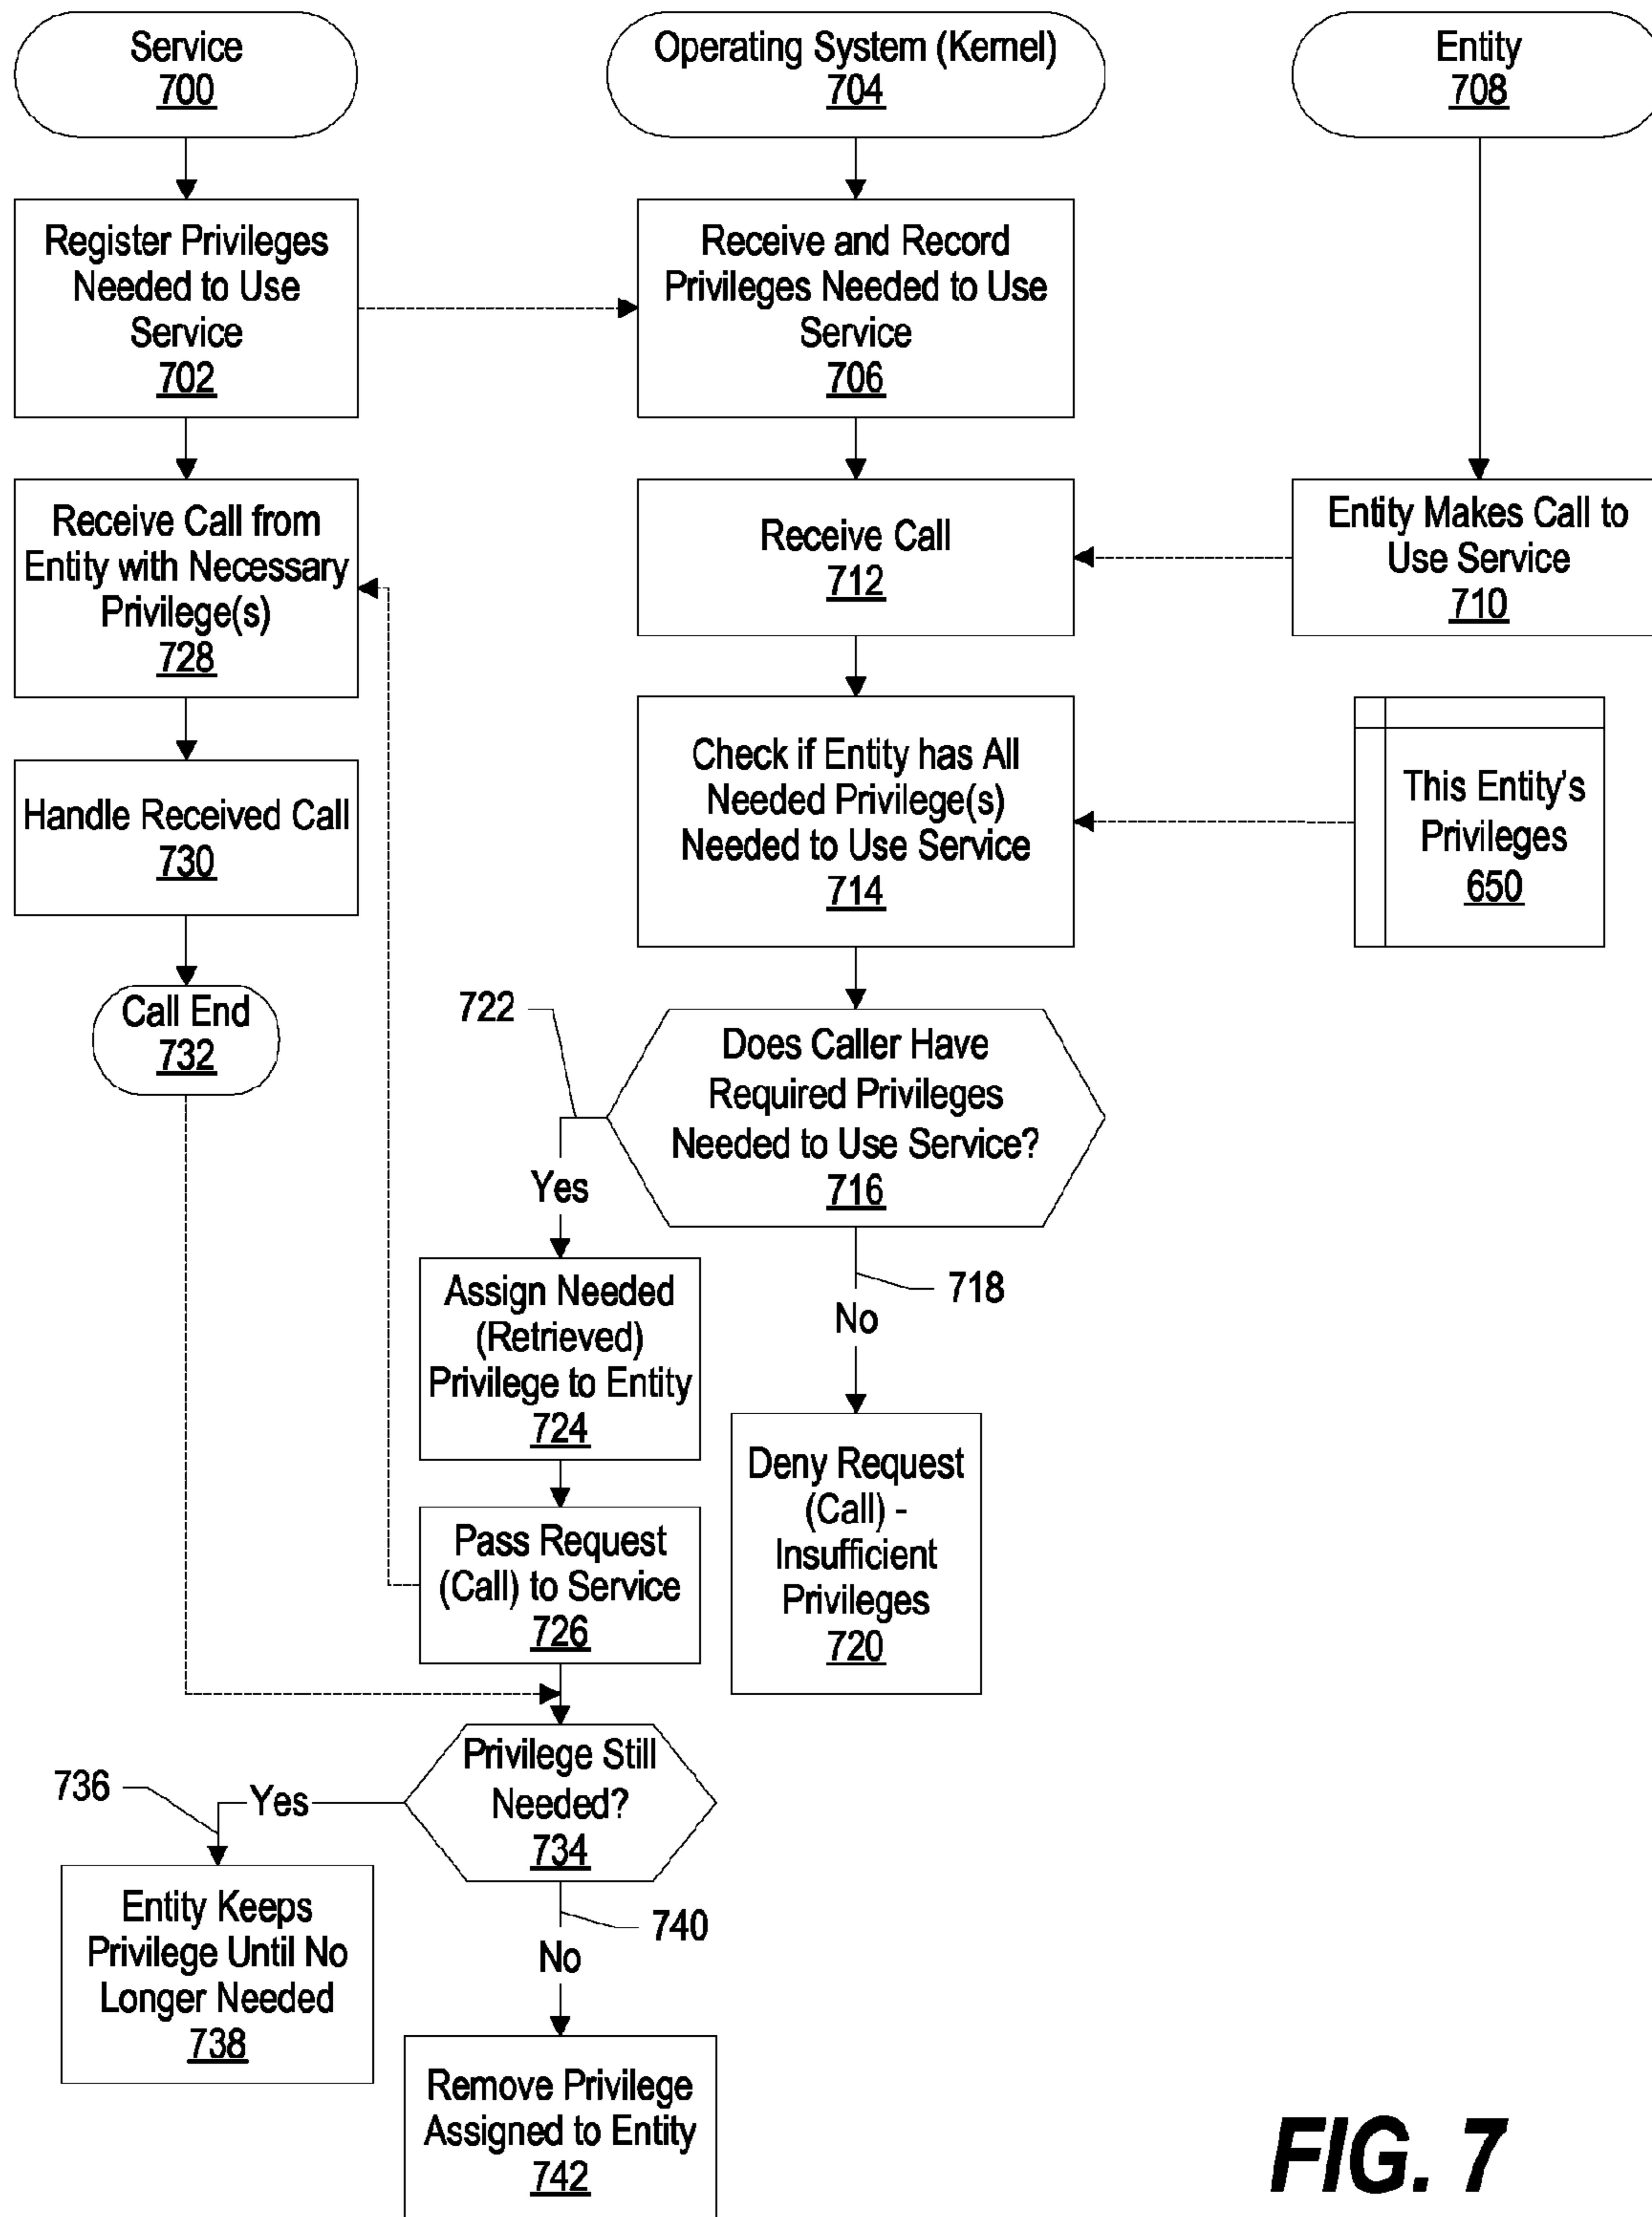 Service
700
Operating System (Kernel)
704
Entity
708
Register Privileges
Needed to Use
Service
702
Receive and Record
Privileges Needed to Use
Service
706
Receive Call from
Entity with Necessary
Privilege(s)
728
Receive Call
712
Entity Makes Call to
Use Service
710
Handle Received Call
730
Check if Entity has All
Needed Privilege(s)
Needed to Use Service
714
This Entity's
Privileges
650
Call End
732
722
Does Caller Have
Required Privileges
Needed to Use Service?
716
Yes
718
No
Assign Needed
(Retrieved)
Privilege to Entity
724
Deny Request
(Call) -
Insufficient
Privileges
720
Pass Request
(Call) to Service
726
Privilege Still
Needed?
734
736
Yes
Entity Keeps
Privilege Until No
Longer Needed
738
740
No
Remove Privilege
Assigned to Entity
742
FIG. 7